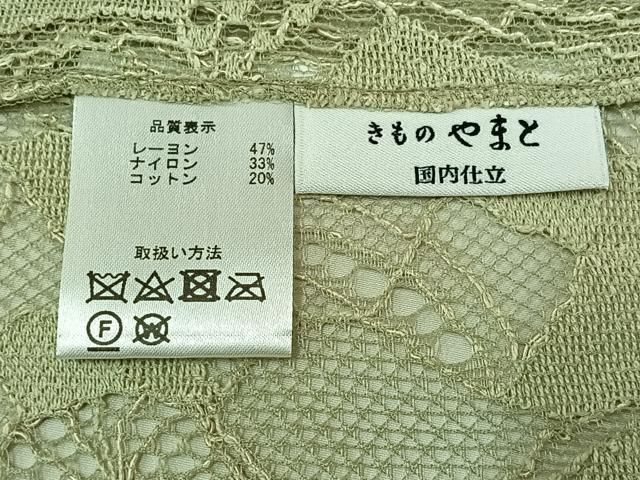 品質表示
レーヨン 47%
ナイロン 33%
コットン 20%
取扱い方法
F W
きもの やまと
国内仕立